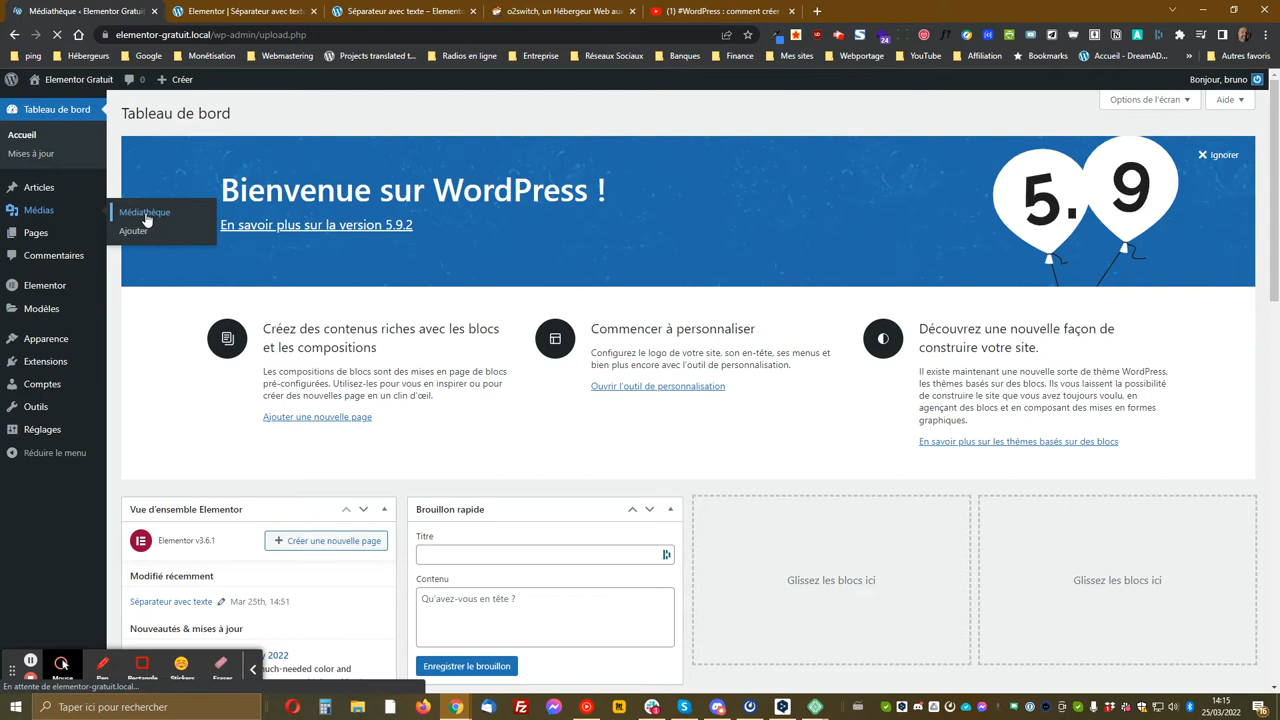 Médiathèque ‹ Elementor Gratuit
Elementor | Séparateur avec texte
Séparateur avec texte – Elemento
o2switch, un Hébergeur Web au
(1) #WordPress : comment créer
elementor-gratuit.local/wp-admin/upload.php
24
ping
Hébergements
Google
Monétisation
Wordpress
Projects translated t...
Radios en ligne
Entreprise
Réseaux Sociaux
Banques
Finance
Mes sites
Weberportage
YouTube
Affiliation
Accueil - DreamAD...
Autres favoris
Elementor Gratuit
0
Créer
Bonjour, bruno
Tableau de bord
Accueil
Mises à jour
Articles
Médias
Médiathèque
Ajouter
Pages
Commentaires
Elementor
Modèles
Apparence
Extensions
Comptes
Outils
Réglages
Réduire le menu
Options de l'écran
Aide
Tableau de bord
Bienvenue sur WordPress !
En savoir plus sur la version 5.9.2
5.9
Ignorer
Créez des contenus riches avec les blocs
et les compositions
Les compositions de blocs sont des mises en page de blocs
pré-configurées. Utilisez-les pour vous en inspirer ou pour
créer des nouvelles page en un clin d'œil.
Ajouter une nouvelle page
Commencer à personnaliser
Configurez le logo de votre site, son en-tête, ses menus et
bien plus encore avec l'outil de personnalisation.
Ouvrir l'outil de personnalisation
Découvrez une nouvelle façon de
construire votre site.
Il existe maintenant une nouvelle sorte de thème WordPress,
les thèmes basés sur des blocs. Ils vous laissent la possibilité
de construire le site que vous avez toujours voulu, en
agençant des blocs et en composant des mises en formes
graphiques.
En savoir plus sur les thèmes basés sur des blocs
Vue d'ensemble Elementor
Elementor v3.6.1
Créer une nouvelle page
Modifié récemment
Séparateur avec texte
Mar 25th, 14:51
Nouveautés & mises à jour
2022
much-needed color and
Brouillon rapide
Titre
Contenu
Qu'avez-vous en tête ?
Enregistrer le brouillon
Glissez les blocs ici
Glissez les blocs ici
Mouse
Pen
Rectangle
Stickers
Eraser
En attente de elementor-gratuit.local...
Taper ici pour rechercher
14:15
25/03/2022